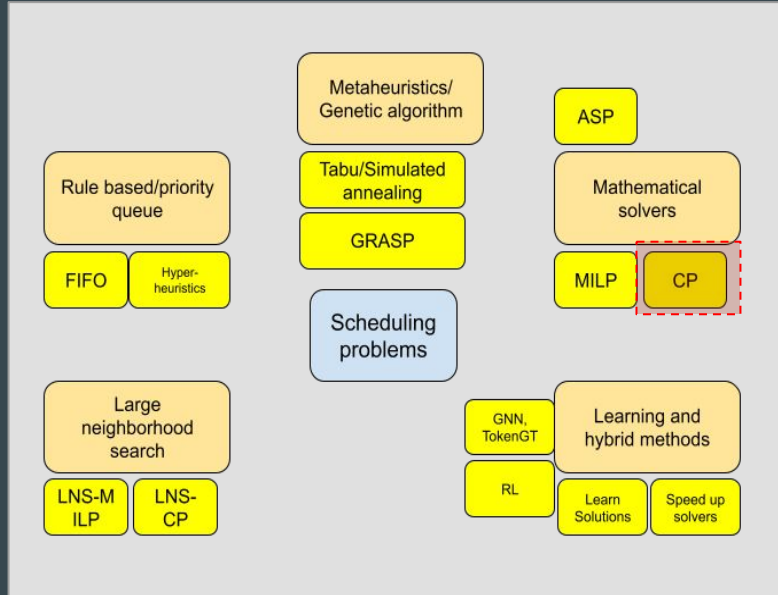 Metaheuristics/
Genetic algorithm
Tabu/Simulated
annealing
GRASP
ASP
Mathematical
solvers
MILP
CP
Rule based/priority
queue
FIFO
Hyper-
heuristics
Scheduling
problems
Large
neighborhood
search
LNS-M
ILP
LNS-
CP
GNN,
TokenGT
RL
Learning and
hybrid methods
Learn
Solutions
Speed up
solvers